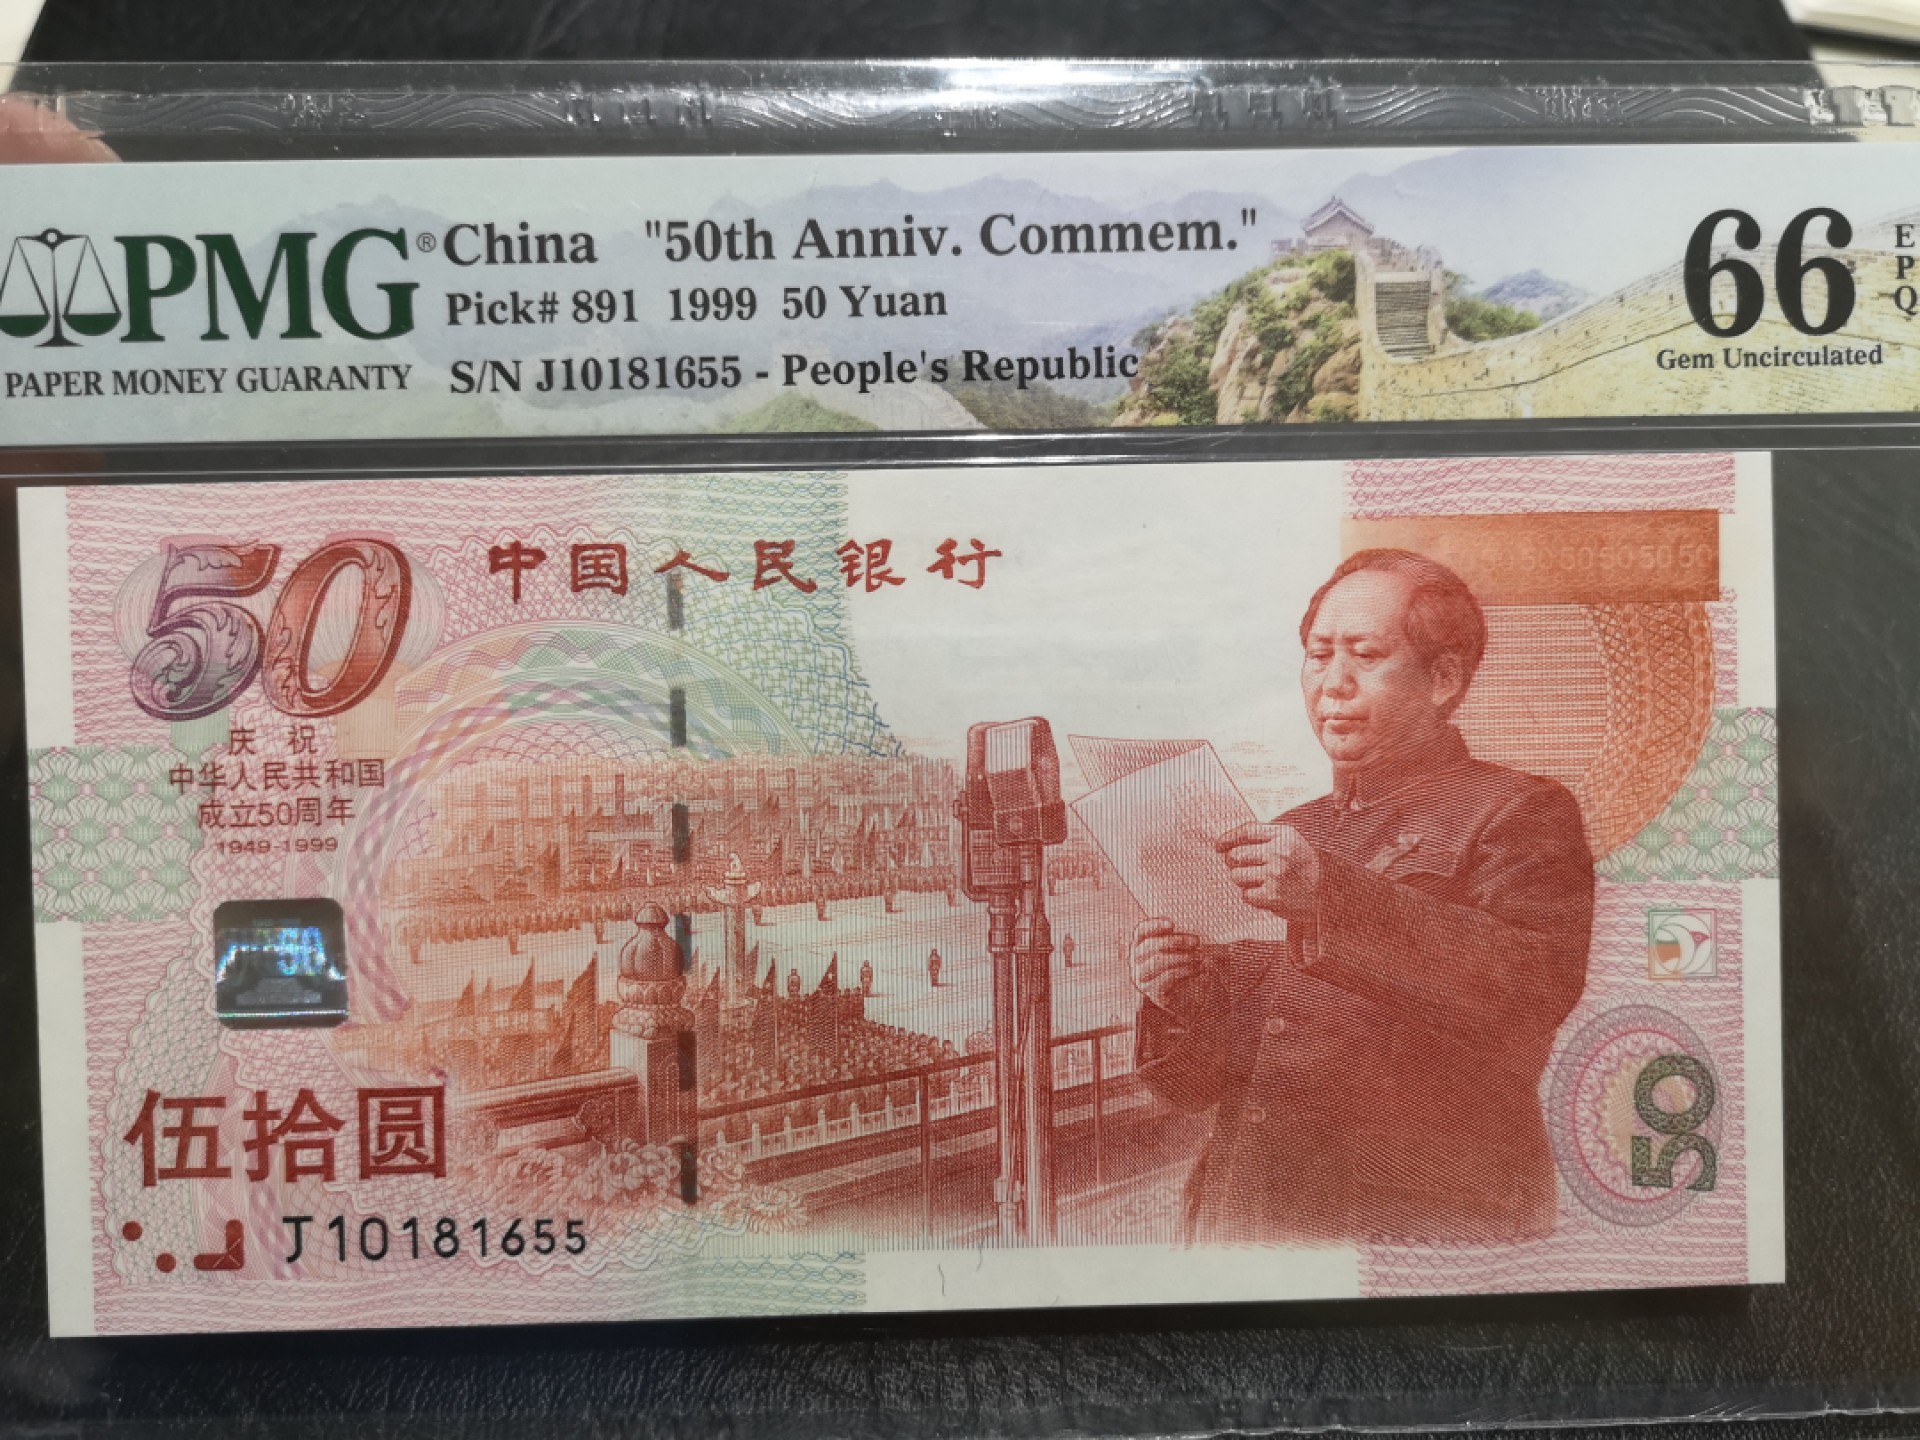 PMG® China "50th Anniv. Commem." 66 EPQ
Pick# 891 1999 50 Yuan
PAPER MONEY GUARANTY S/N J10181655 - People's Republic Gem Uncirculated
50 中国人民银行
505050505050
庆祝
中华人民共和国
成立50周年
1949-1999
50
伍拾圆
50
J10181655